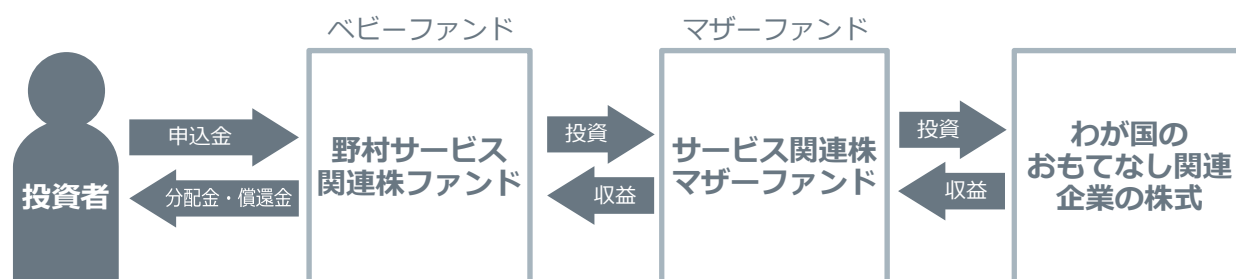 ベビーファンド
マザーファンド
投資者
申込金
分配金・償還金
野村サービス
関連株ファンド
投資
収益
サービス関連株
マザーファンド
投資
収益
わが国の
おもてなし関連
企業の株式